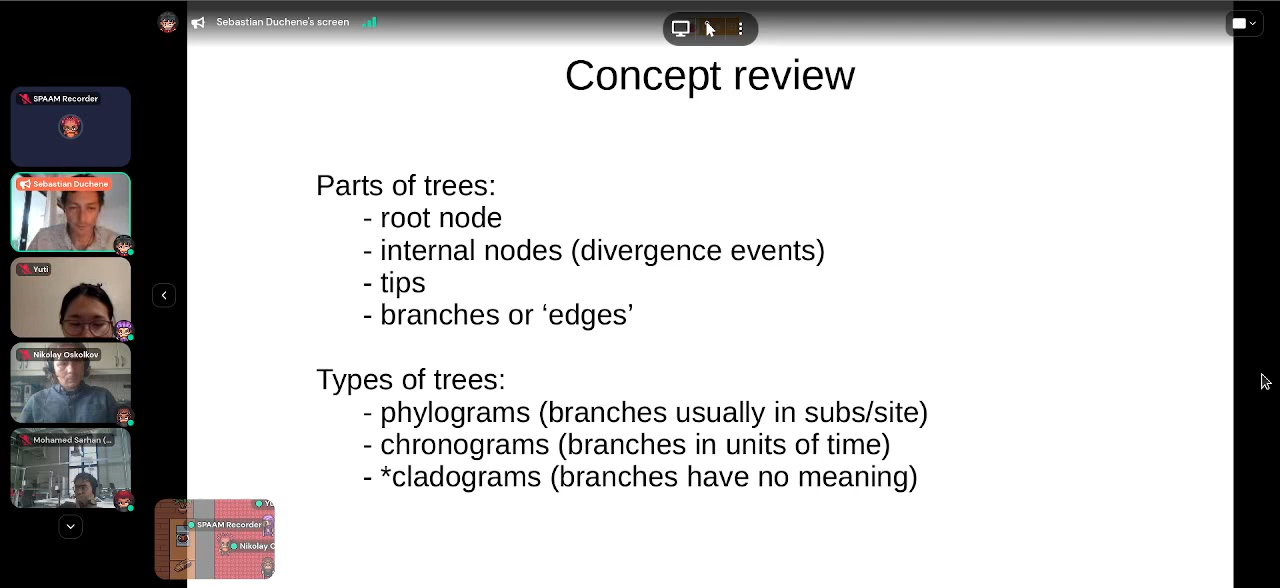 Sebastian Duchene's screen
Concept review
SPAAM Recorder
Sebastian Duchene
Yuti
Nikolay Oskolkov
Mohamed Sarhan (...
Parts of trees:
- root node
- internal nodes (divergence events)
- tips
- branches or ‘edges’
Types of trees:
- phylograms (branches usually in subs/site)
- chronograms (branches in units of time)
- *cladograms (branches have no meaning)
SPAAM Recorder
Nikolay O